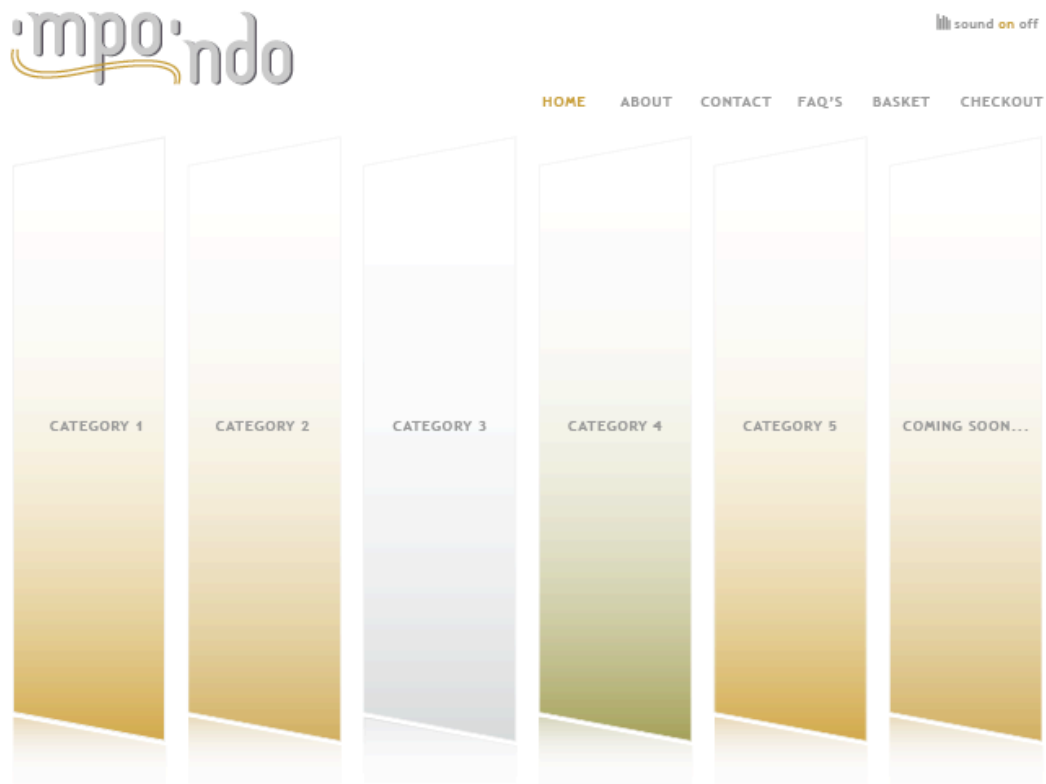 'mpo'ndo
sound on off
HOME ABOUT CONTACT FAQ'S BASKET CHECKOUT
CATEGORY 1 CATEGORY 2 CATEGORY 3 CATEGORY 4 CATEGORY 5 COMING SOON...